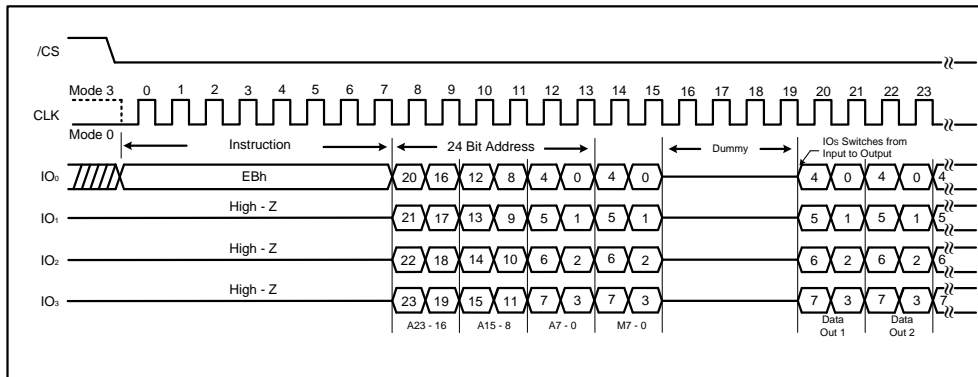 /CS
Mode 3 0 1 2 3 4 5 6 7 8 9 10 11 12 13 14 15 16 17 18 19 20 21 22 23
CLK
Mode 0
Instruction 24 Bit Address Dummy IOs Switches from
Input to Output
IO0 EBh 20 16 12 8 4 0 4 0 4 0 4 0 4
IO1 High - Z 21 17 13 9 5 1 5 1 5 1 5 1 5
IO2 High - Z 22 18 14 10 6 2 6 2 6 2 6 2 6
IO3 High - Z 23 19 15 11 7 3 7 3 7 3 7 3 7
A23 - 16 A15 - 8 A7 - 0 M7 - 0 Data Data
Out 1 Out 2